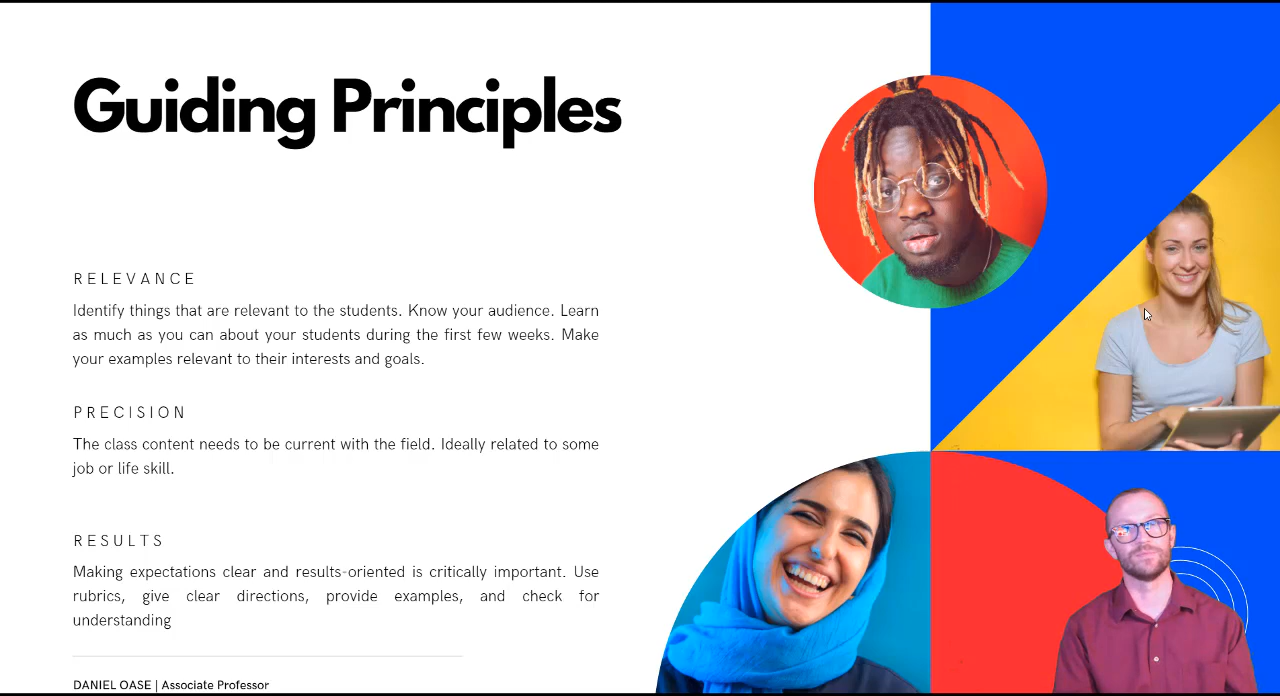 Guiding Principles
RELEVANCE
Identify things that are relevant to the students. Know your audience. Learn
as much as you can about your students during the first few weeks. Make
your examples relevant to their interests and goals.
PRECISION
The class content needs to be current with the field. Ideally related to some
job or life skill.
RESULTS
Making expectations clear and results-oriented is critically important. Use
rubrics, give clear directions, provide examples, and check for
understanding
DANIEL OASE | Associate Professor